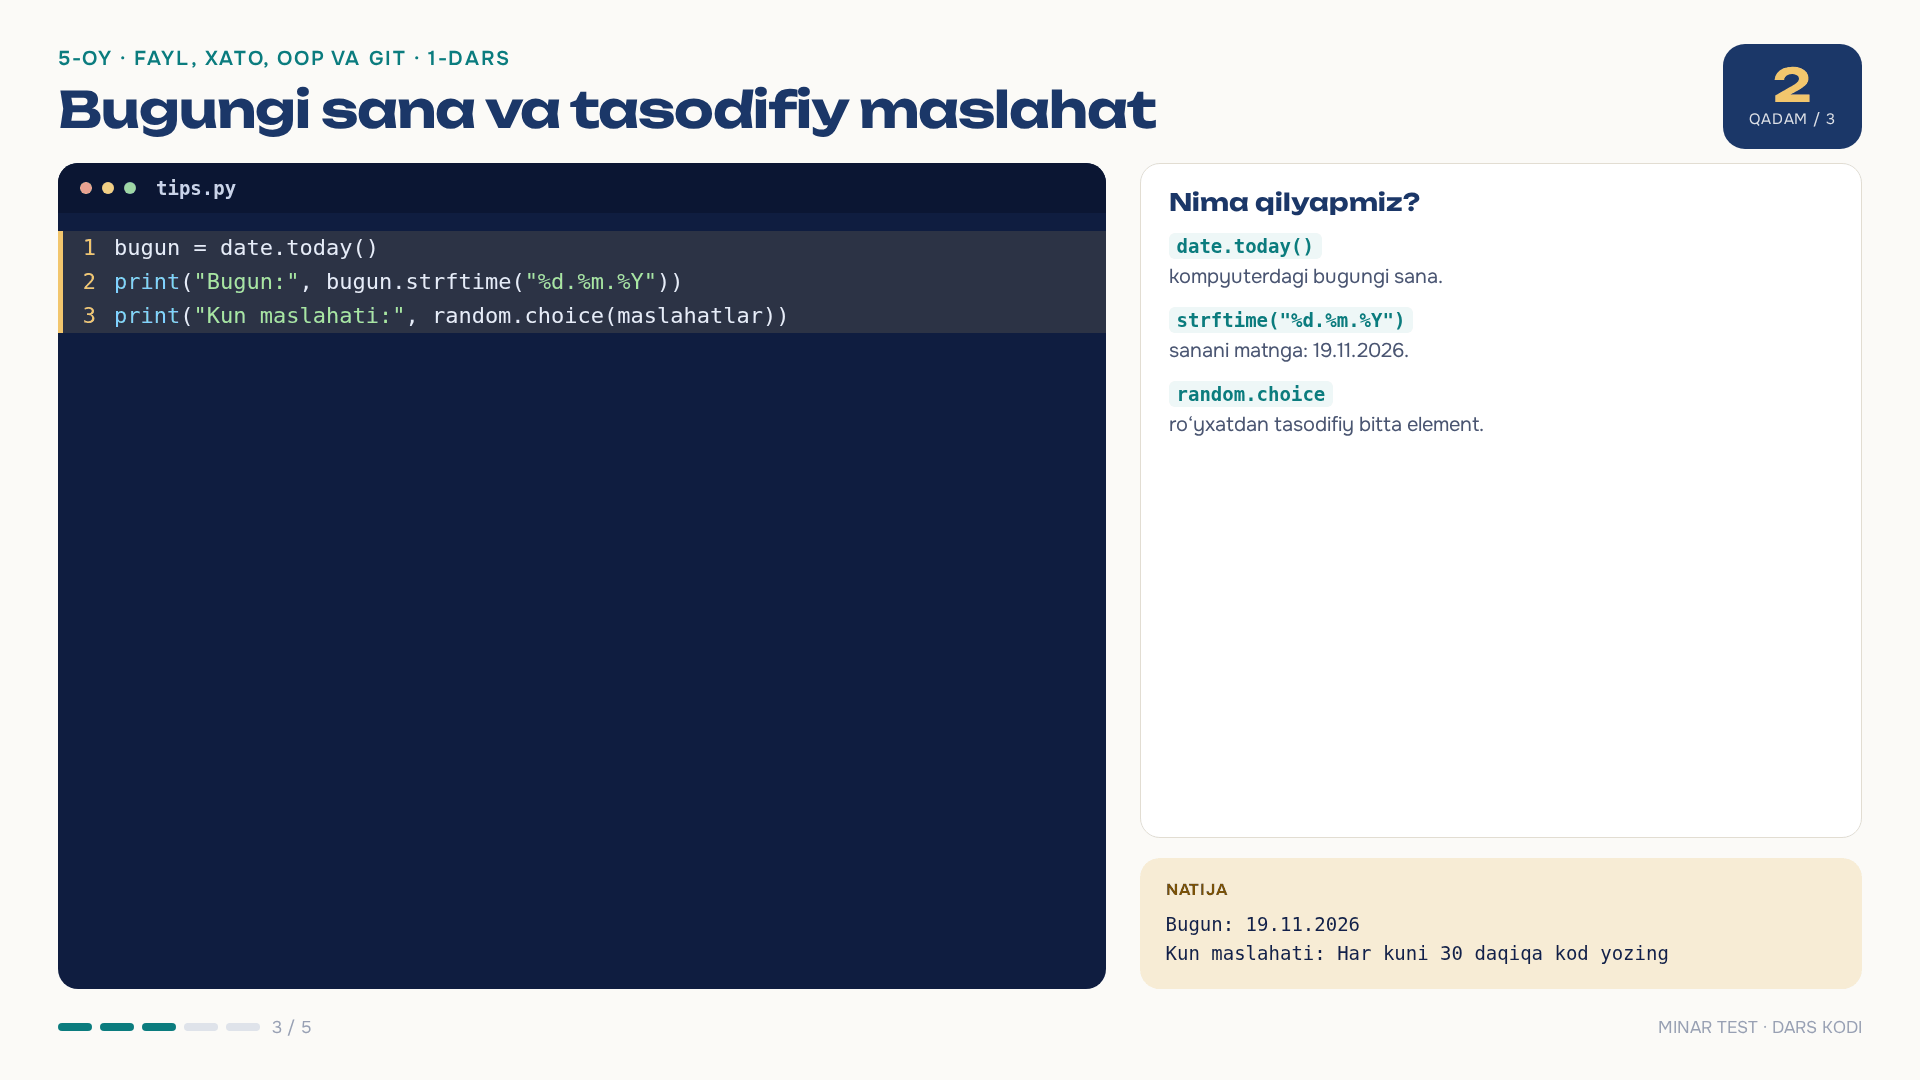 5-OY · FAYL, XATO, OOP VA GIT · 1-DARS
Bugungi sana va tasodifiy maslahat
2
QADAM / 3
tips.py
1 bugun = date.today()
2 print("Bugun:", bugun.strftime("%d.%m.%Y"))
3 print("Kun maslahati:", random.choice(maslahatlar))
Nima qilyapmiz?
date.today()
kompyuterdagi bugungi sana.
strftime("%d.%m.%Y")
sanani matnga: 19.11.2026.
random.choice
ro‘yxatdan tasodifiy bitta element.
NATIJA
Bugun: 19.11.2026
Kun maslahati: Har kuni 30 daqiqa kod yozing
3 / 5
MINAR TEST · DARS KODI